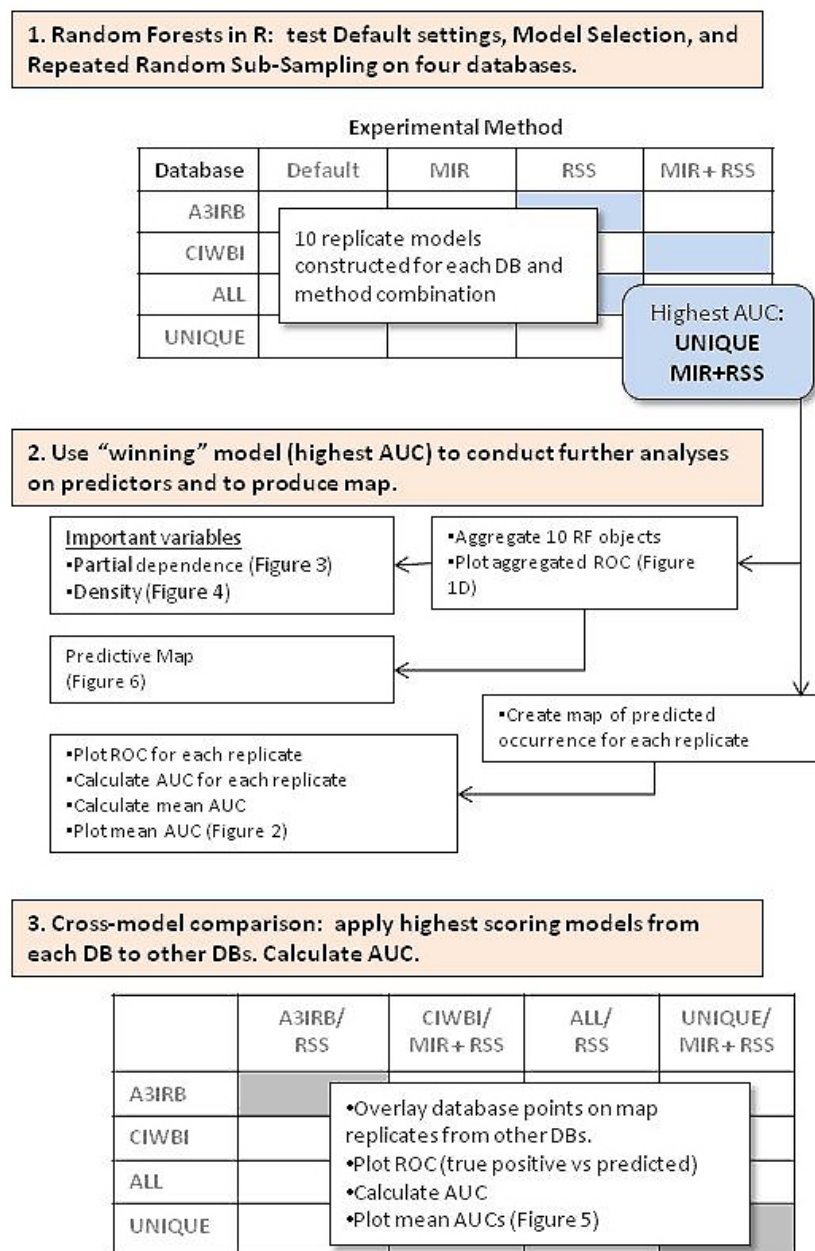 1. Random Forests in R: test Default settings, Model Selection, and
Repeated Random Sub-Sampling on four databases.
Experimental Method
Database Default MIR RSS MIR + RSS
A3IRB
CIWBI
ALL
UNIQUE
10 replicate models
constructed for each DB and
method combination
Highest AUC:
UNIQUE
MIR+RSS
2. Use “winning” model (highest AUC) to conduct further analyses
on predictors and to produce map.
Important variables
▪Partial dependence (Figure 3)
▪Density (Figure 4)
▪Aggregate 10 RF objects
▪Plot aggregated ROC (Figure
1D)
Predictive Map
(Figure 6)
▪Create map of predicted
occurrence for each replicate
▪Plot ROC for each replicate
▪Calculate AUC for each replicate
▪Calculate mean AUC
▪Plot mean AUC (Figure 2)
3. Cross-model comparison: apply highest scoring models from
each DB to other DBs. Calculate AUC.
A3IRB/ CIWBI/ ALL/ UNIQUE/
RSS MIR + RSS RSS MIR + RSS
A3IRB
CIWBI
ALL
UNIQUE
•Overlay database points on map
replicates from other DBs.
•Plot ROC (true positive vs predicted)
•Calculate AUC
•Plot mean AUCs (Figure 5)